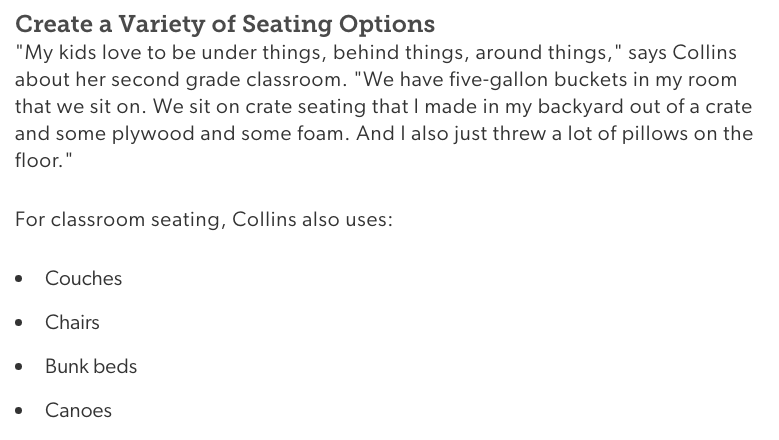 Create a Variety of Seating Options
"My kids love to be under things, behind things, around things," says Collins
about her second grade classroom. "We have five-gallon buckets in my room
that we sit on. We sit on crate seating that I made in my backyard out of a crate
and some plywood and some foam. And I also just threw a lot of pillows on the
floor."
For classroom seating, Collins also uses:
• Couches
• Chairs
• Bunk beds
• Canoes